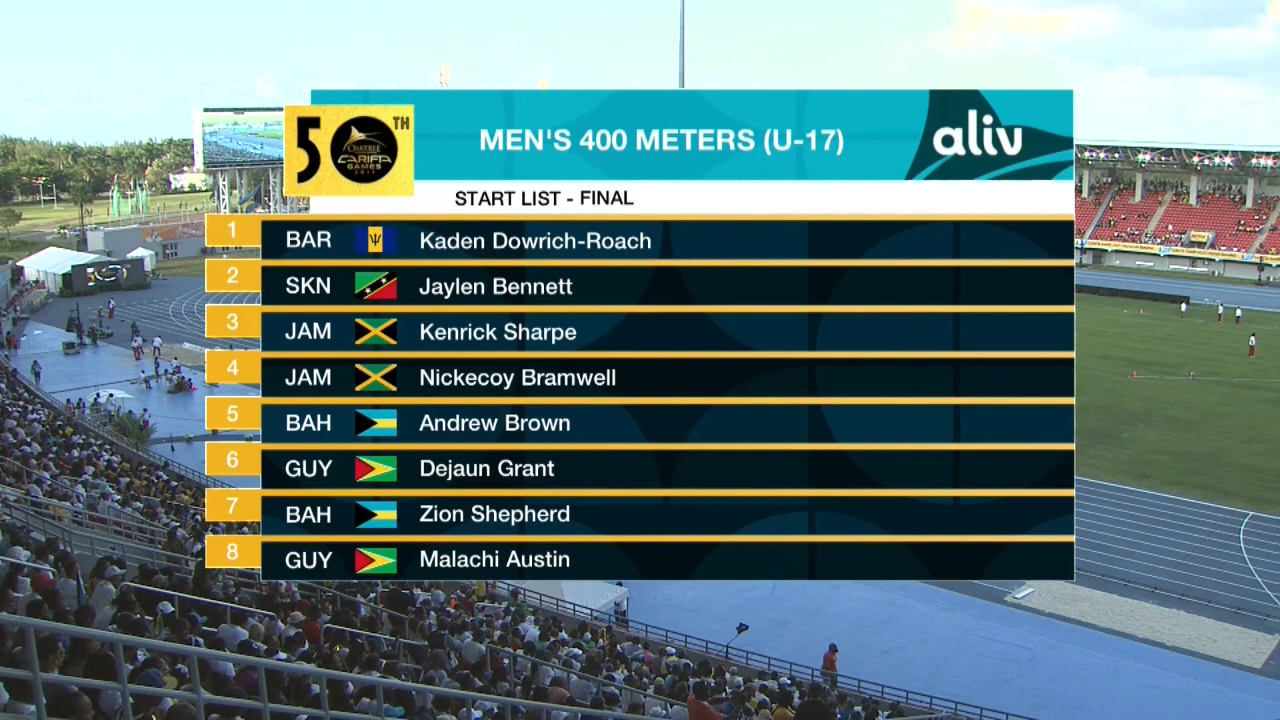 50TH
OAKTREE
CARIFTA
GAMES
MEN'S 400 METERS (U-17)
aliv
START LIST - FINAL
1 BAR Kaden Dowrich-Roach
2 SKN Jaylen Bennett
3 JAM Kenrick Sharpe
4 JAM Nickecoy Bramwell
5 BAH Andrew Brown
6 GUY Dejaun Grant
7 BAH Zion Shepherd
8 GUY Malachi Austin